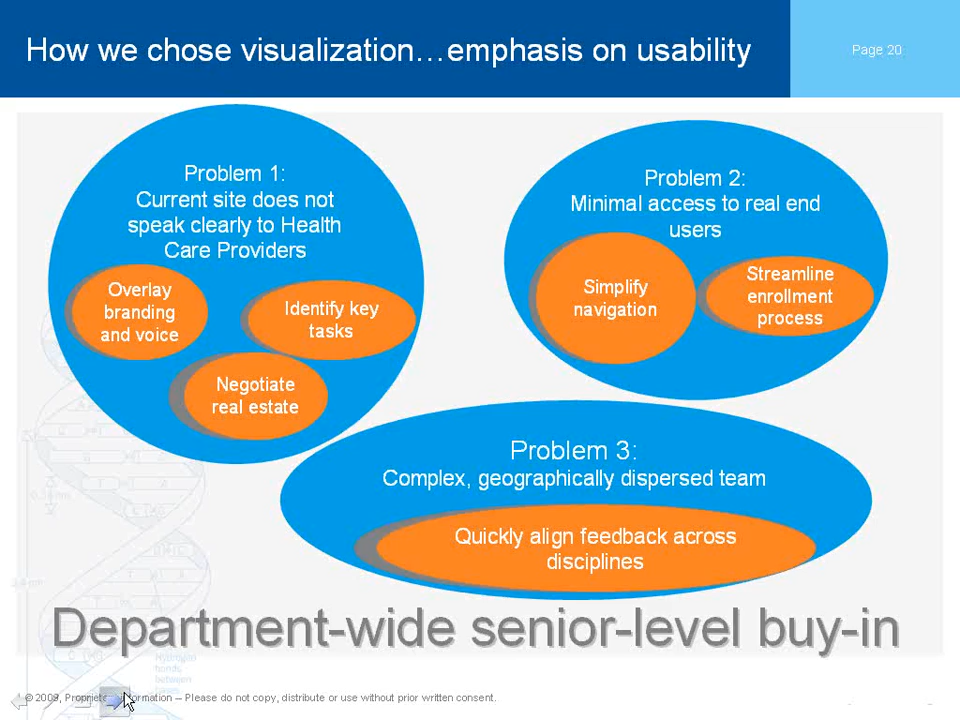 How we chose visualization…emphasis on usability
Page 20
Problem 1:
Current site does not
speak clearly to Health
Care Providers
Overlay
branding
and voice
Identify key
tasks
Negotiate
real estate
Problem 2:
Minimal access to real end
users
Simplify
navigation
Streamline
enrollment
process
Problem 3:
Complex, geographically dispersed team
Quickly align feedback across
disciplines
Department-wide senior-level buy-in
Hydrogen
bonds,
between
© 2009, – Please do not copy, distribute or use without prior written consent.